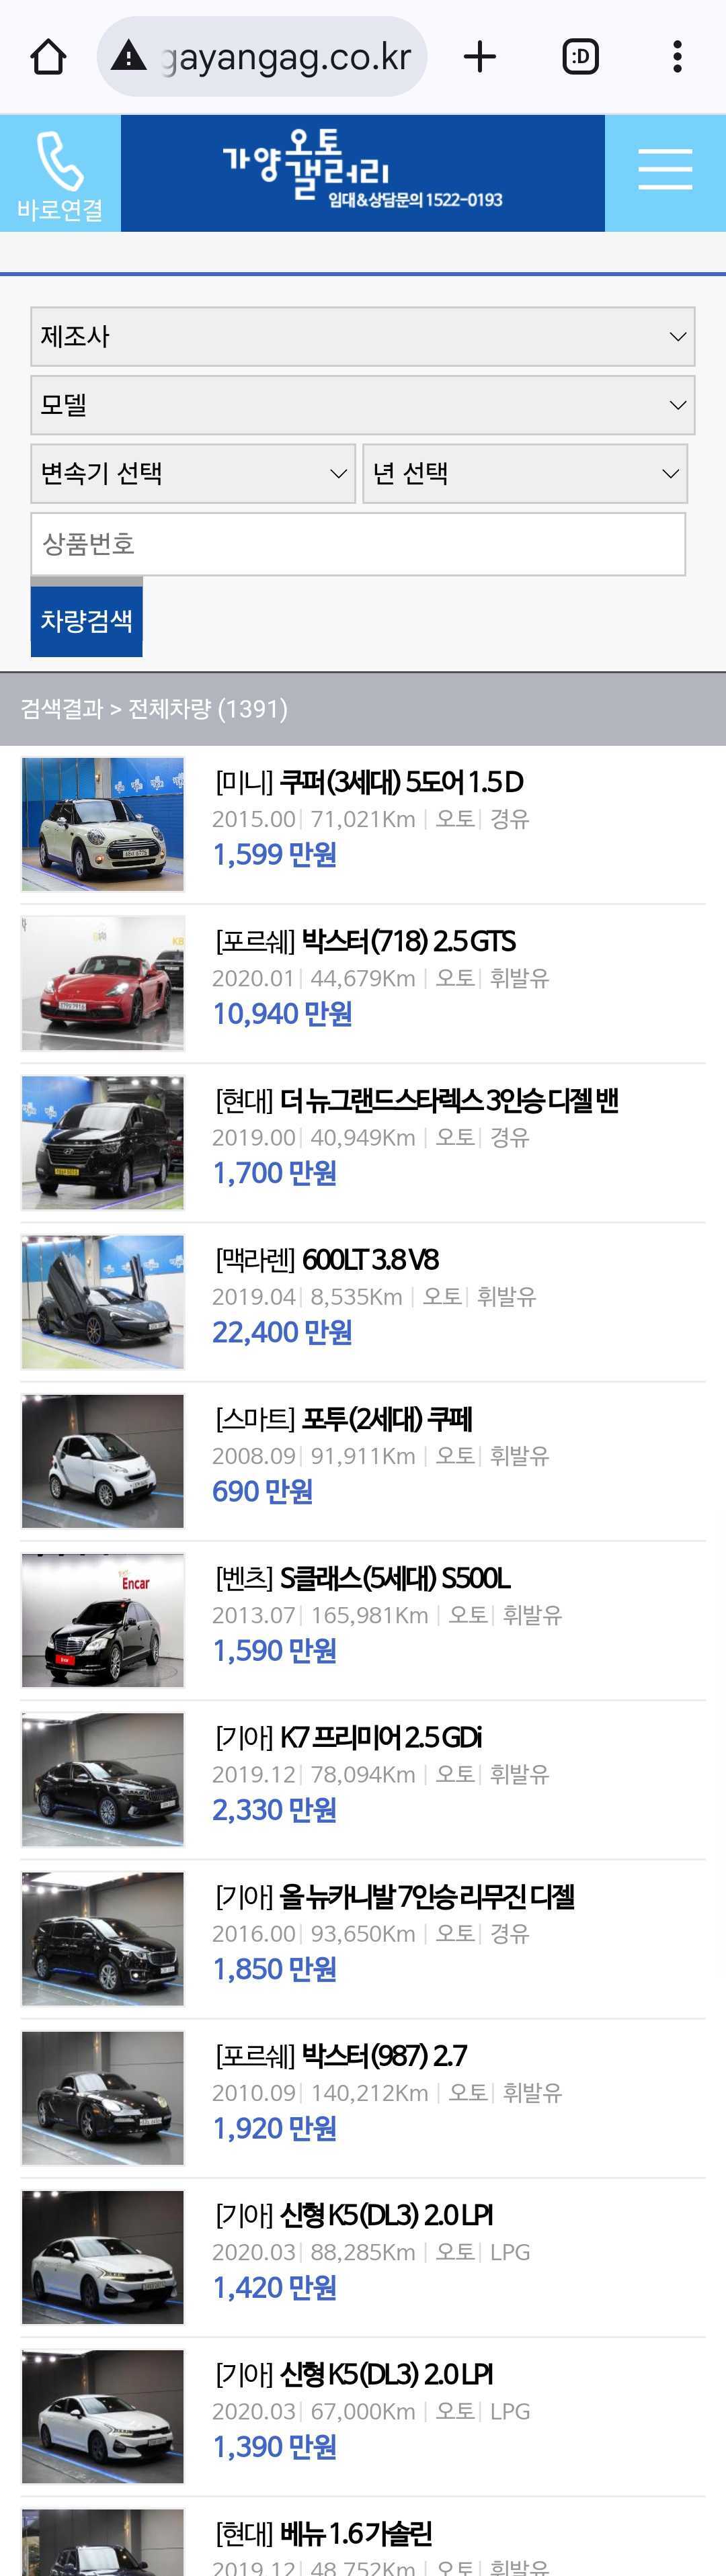 gayangag.co.kr
:D
바로연결
가양오토
갤러리
임대&상담문의 1522-0193
제조사
모델
변속기 선택 년 선택
상품번호
차량검색
검색결과 > 전체차량 (1391)
[미니] 쿠퍼(3세대) 5도어 1.5 D
2015.00| 71,021Km | 오토| 경유
1,599 만원
[포르쉐] 박스터(718) 2.5 GTS
2020.01| 44,679Km | 오토| 휘발유
10,940 만원
[현대] 더 뉴그랜드스타렉스 3인승 디젤 밴
2019.00| 40,949Km | 오토| 경유
1,700 만원
[맥라렌] 600LT 3.8 V8
2019.04| 8,535Km | 오토| 휘발유
22,400 만원
[스마트] 포투(2세대) 쿠페
2008.09| 91,911Km | 오토| 휘발유
690 만원
Encar
[벤츠] S클래스(5세대) S500L
2013.07| 165,981Km | 오토| 휘발유
1,590 만원
[기아] K7 프리미어 2.5 GDi
2019.12| 78,094Km | 오토| 휘발유
2,330 만원
[기아] 올 뉴카니발 7인승 리무진 디젤
2016.00| 93,650Km | 오토| 경유
1,850 만원
[포르쉐] 박스터(987) 2.7
2010.09| 140,212Km | 오토| 휘발유
1,920 만원
[기아] 신형 K5(DL3) 2.0 LPI
2020.03| 88,285Km | 오토| LPG
1,420 만원
[기아] 신형 K5(DL3) 2.0 LPI
2020.03| 67,000Km | 오토| LPG
1,390 만원
[현대] 베뉴 1.6 가솔린
2019.12| 48,752Km | 오토| 휘발유